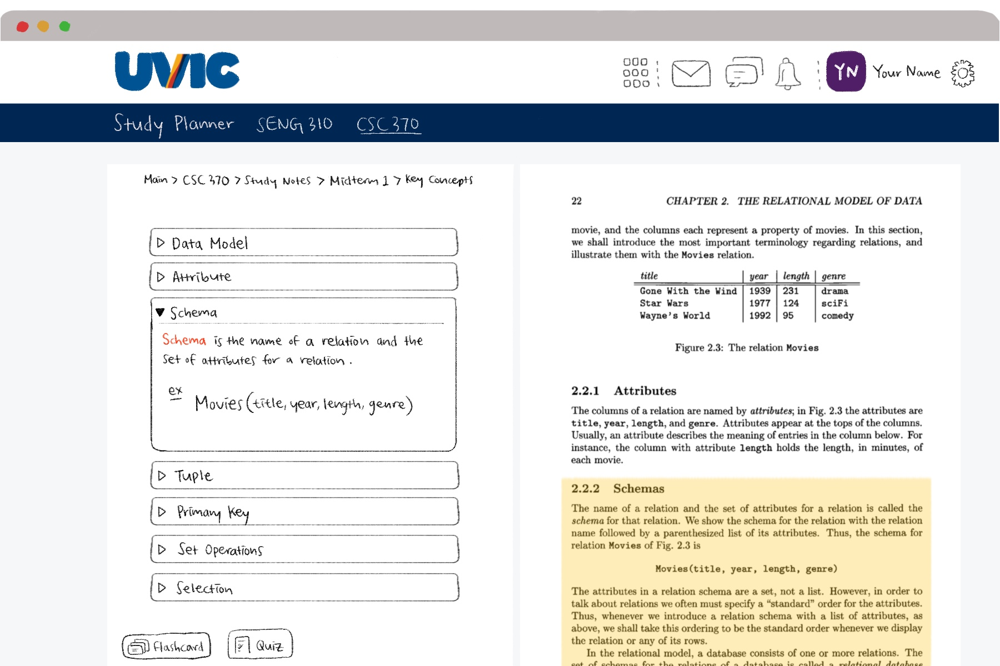 UVIC
YN Your Name
Study Planner SENG 310 CSC 370
Main > CSC 370 > Study Notes > Midterm 1 > Key Concepts
Data Model
Attribute
Schema
Schema is the name of a relation and the
set of attributes for a relation.
ex Movies(title, year, length, genre)
Tuple
Primary Key
Set Operations
Selection
Flashcard Quiz
22 CHAPTER 2. THE RELATIONAL MODEL OF DATA
movie, and the columns each represent a property of movies. In this section,
we shall introduce the most important terminology regarding relations, and
illustrate them with the Movies relation.
title year length genre
Gone With the Wind 1939 231 drama
Star Wars 1977 124 sciFi
Wayne's World 1992 95 comedy
Figure 2.3: The relation Movies
2.2.1 Attributes
The columns of a relation are named by attributes; in Fig. 2.3 the attributes are
title, year, length, and genre. Attributes appear at the tops of the columns.
Usually, an attribute describes the meaning of entries in the column below. For
instance, the column with attribute length holds the length, in minutes, of
each movie.
2.2.2 Schemas
The name of a relation and the set of attributes for a relation is called the
schema for that relation. We show the schema for the relation with the relation
name followed by a parenthesized list of its attributes. Thus, the schema for
relation Movies of Fig. 2.3 is
Movies(title, year, length, genre)
The attributes in a relation schema are a set, not a list. However, in order to
talk about relations we often must specify a “standard” order for the attributes.
Thus, whenever we introduce a relation schema with a list of attributes, as
above, we shall take this ordering to be the standard order whenever we display
the relation or any of its rows.
In the relational model, a database consists of one or more relations. The
set of schemas for the relations of a database is called a relational database